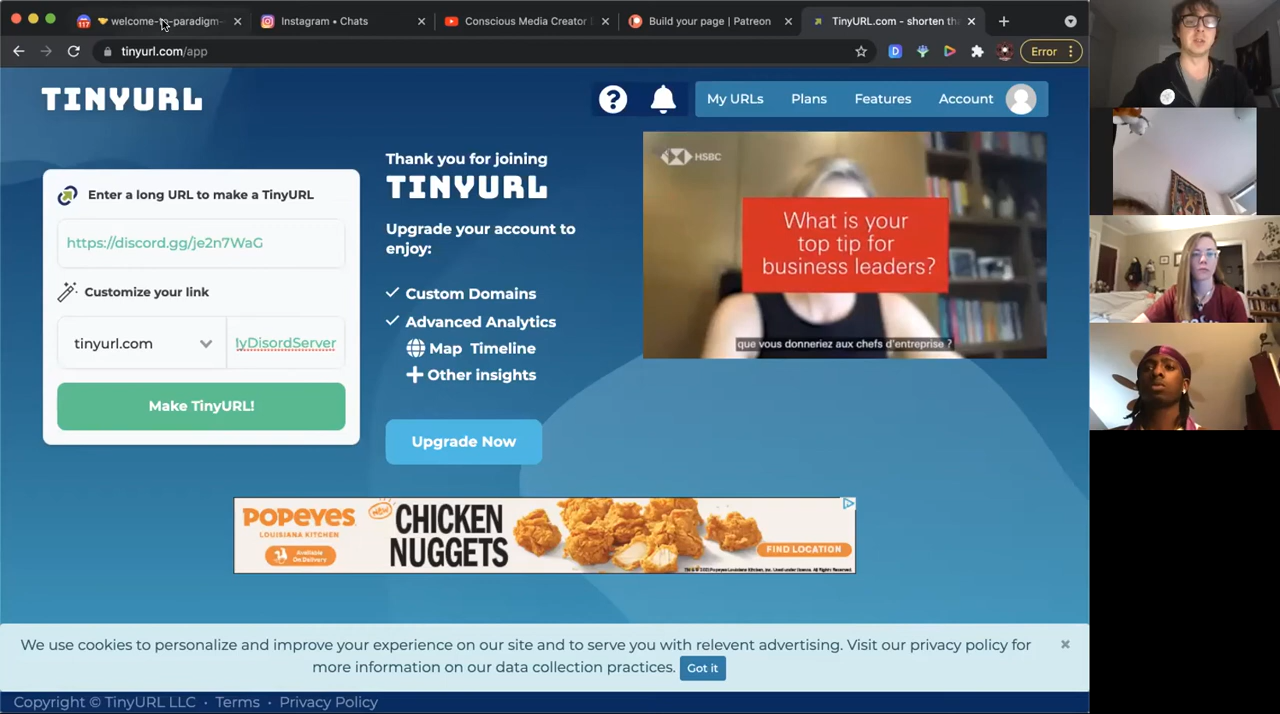 117
welcome-to-paradigm-
Instagram • Chats
Conscious Media Creator
Build your page | Patreon
TinyURL.com - shorten tha
tinyurl.com/app
Error
TINYURL
My URLs
Plans
Features
Account
Enter a long URL to make a TinyURL
https://discord.gg/je2n7WaG
Customize your link
tinyurl.com
lyDisordServer
Make TinyURL!
Thank you for joining
TINYURL
Upgrade your account to
enjoy:
Custom Domains
Advanced Analytics
Map Timeline
Other insights
Upgrade Now
HSBC
What is your
top tip for
business leaders?
que vous donneriez aux chefs d'entreprise ?
POPEYES
LOUISIANA KITCHEN
Available
On Delivery
NEW
CHICKEN
NUGGETS
FIND LOCATION
We use cookies to personalize and improve your experience on our site and to serve you with relevent advertising. Visit our privacy policy for
more information on our data collection practices.
Got it
Copyright © TinyURL LLC • Terms • Privacy Policy